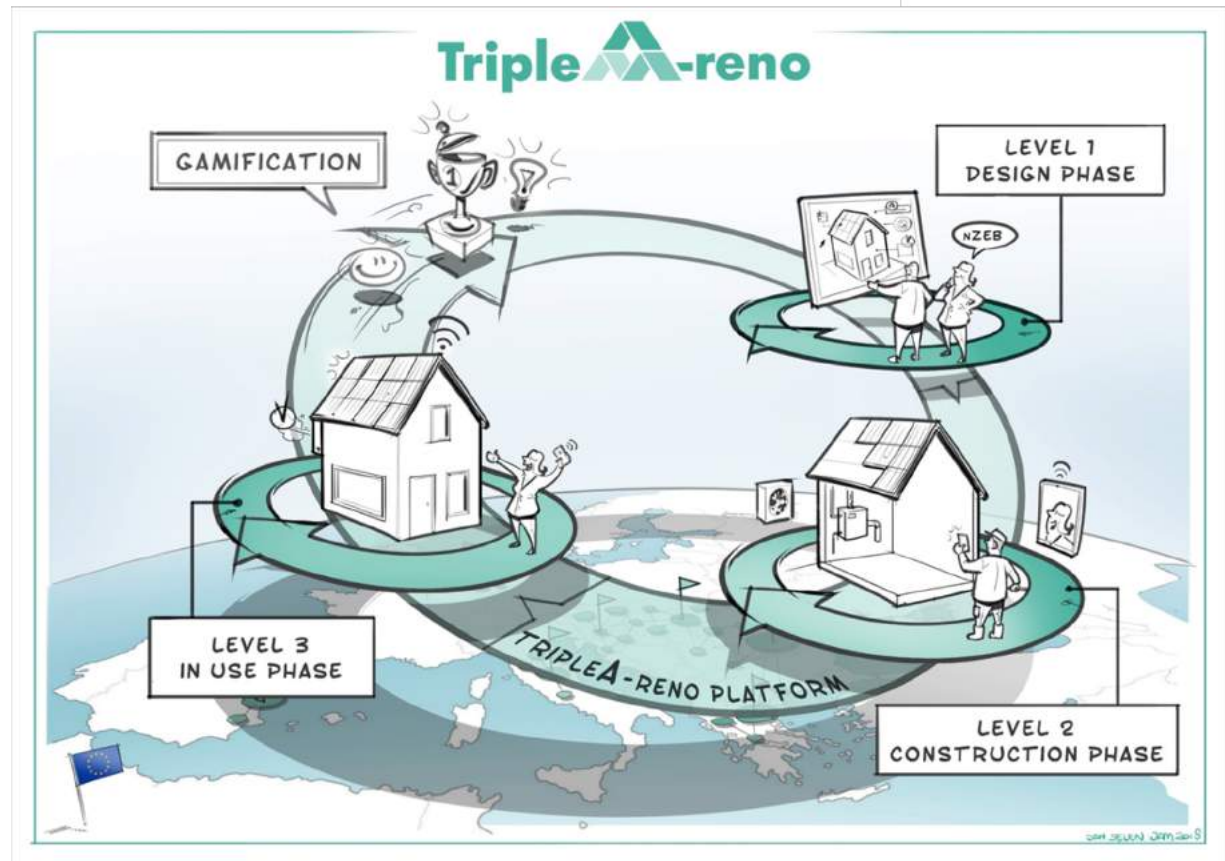 Triple A-reno
GAMIFICATION
1
LEVEL 1
DESIGN PHASE
NZEB
LEVEL 3
IN USE PHASE
TRIPLEA-RENO PLATFORM
LEVEL 2
CONSTRUCTION PHASE